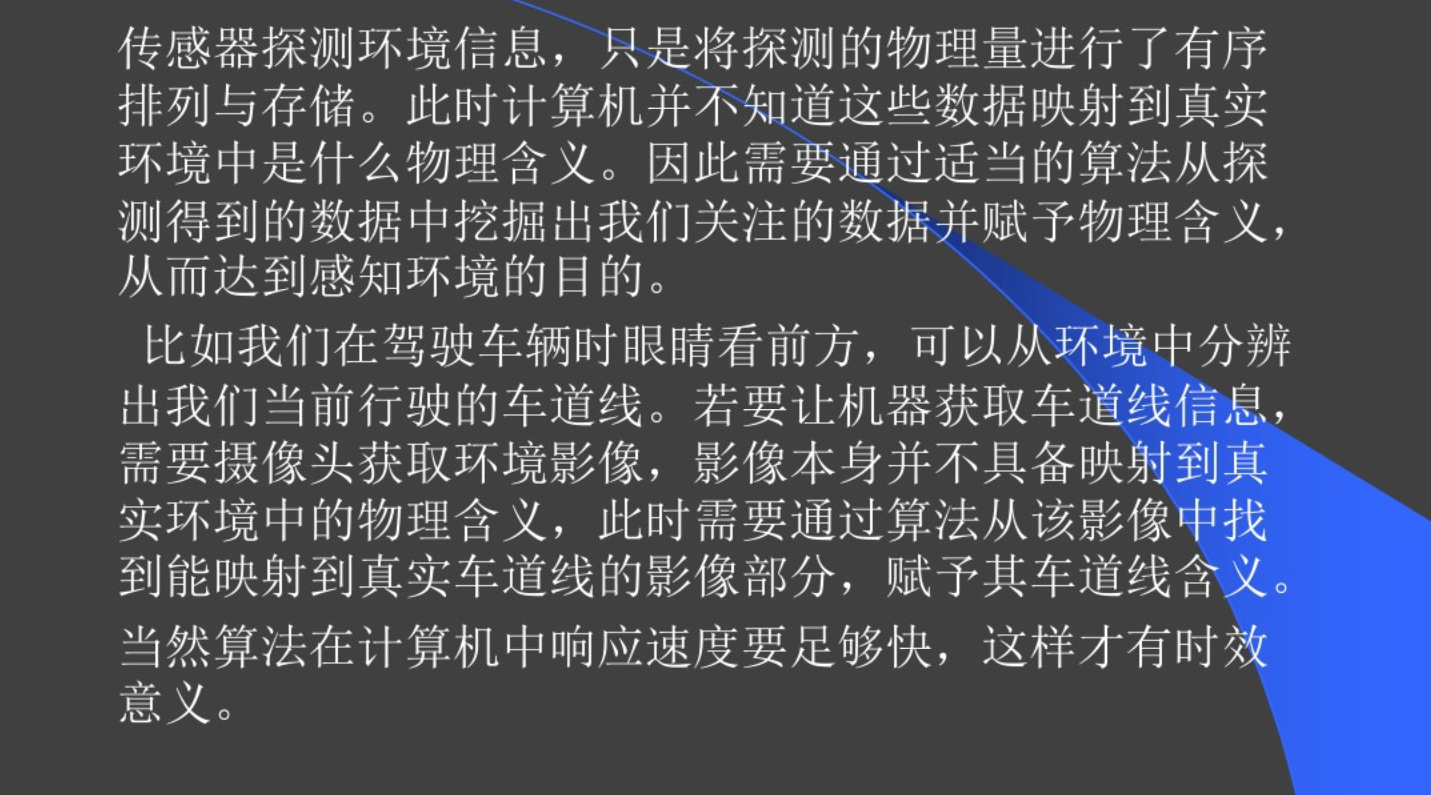 传感器探测环境信息，只是将探测的物理量进行了有序
排列与存储。此时计算机并不知道这些数据映射到真实
环境中是什么物理含义。因此需要通过适当的算法从探
测得到的数据中挖掘出我们关注的数据并赋予物理含义，
从而达到感知环境的目的。
比如我们在驾驶车辆时眼睛看前方，可以从环境中分辨
出我们当前行驶的车道线。若要让机器获取车道线信息，
需要摄像头获取环境影像，影像本身并不具备映射到真
实环境中的物理含义，此时需要通过算法从该影像中找
到能映射到真实车道线的影像部分，赋予其车道线含义。
当然算法在计算机中响应速度要足够快，这样才有时效
意义。